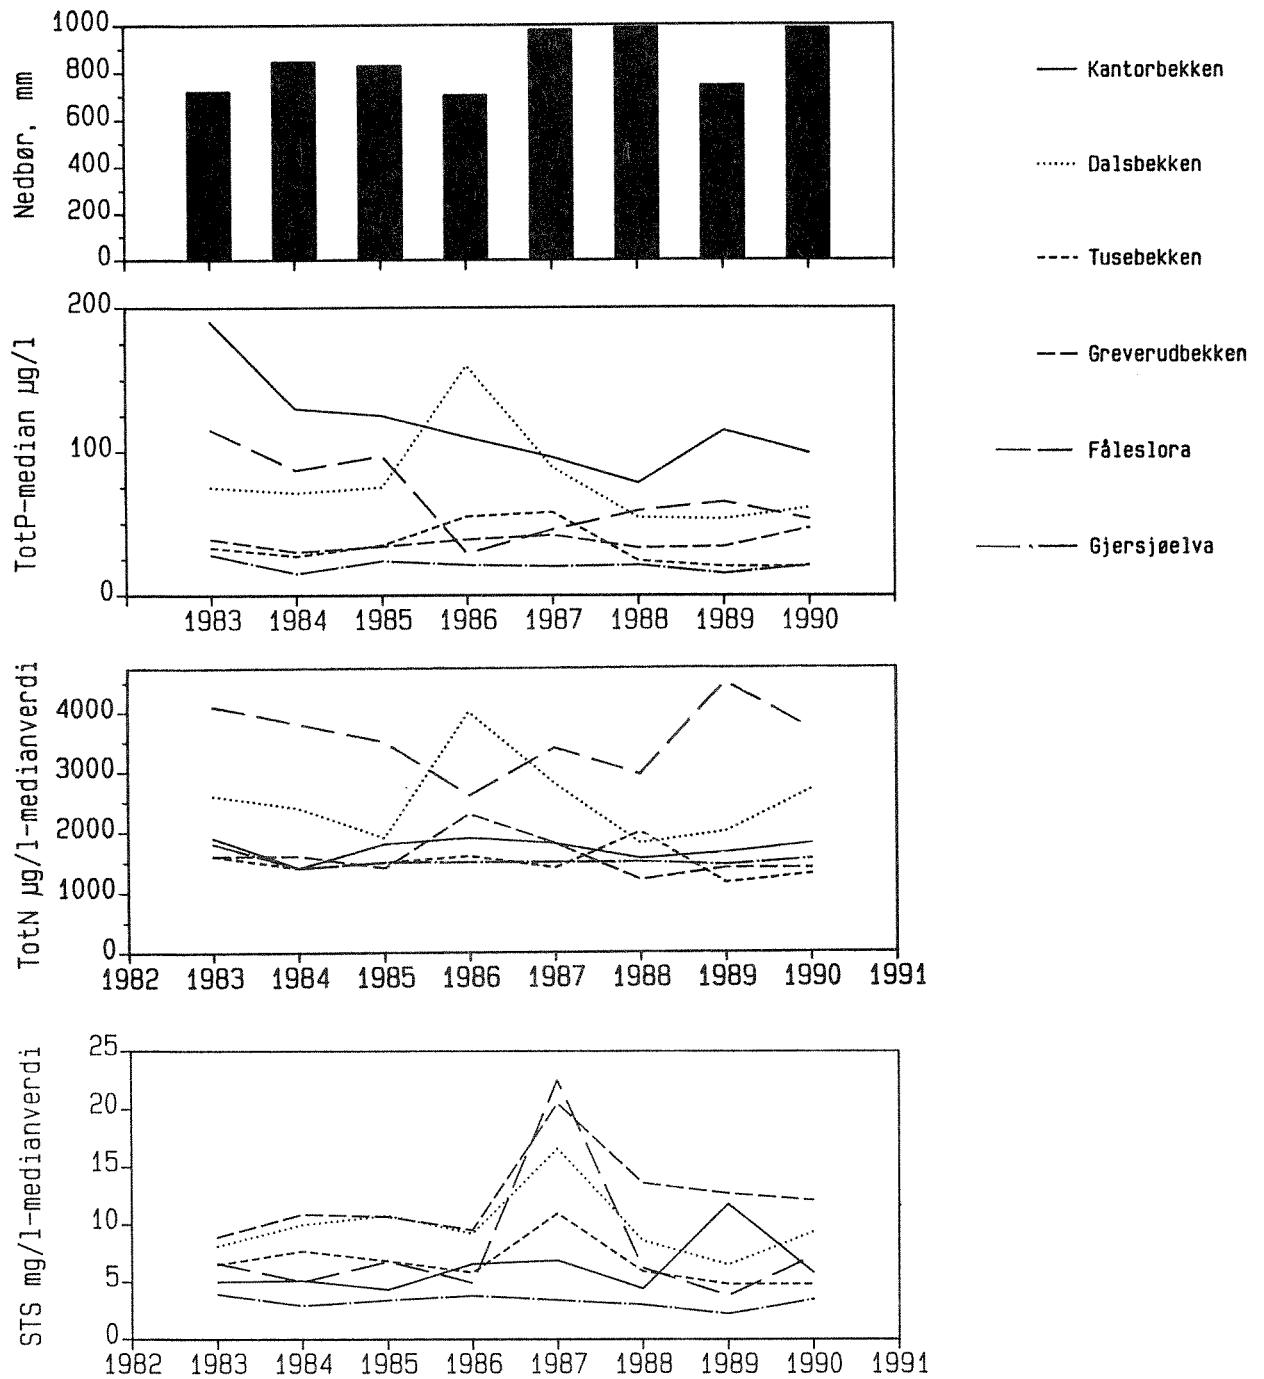 Nedbør, mm
1000
800
600
400
200
0
Kantorbekken
Dalsbekken
Tusebekken
Greverudbekken
Fåleslora
Gjersjøelva
TotP-median µg/l
200
100
0
1983 1984 1985 1986 1987 1988 1989 1990
TotN µg/l-medianverdi
4000
3000
2000
1000
0
1982 1983 1984 1985 1986 1987 1988 1989 1990 1991
STS mg/l-medianverdi
25
20
15
10
5
0
1982 1983 1984 1985 1986 1987 1988 1989 1990 1991